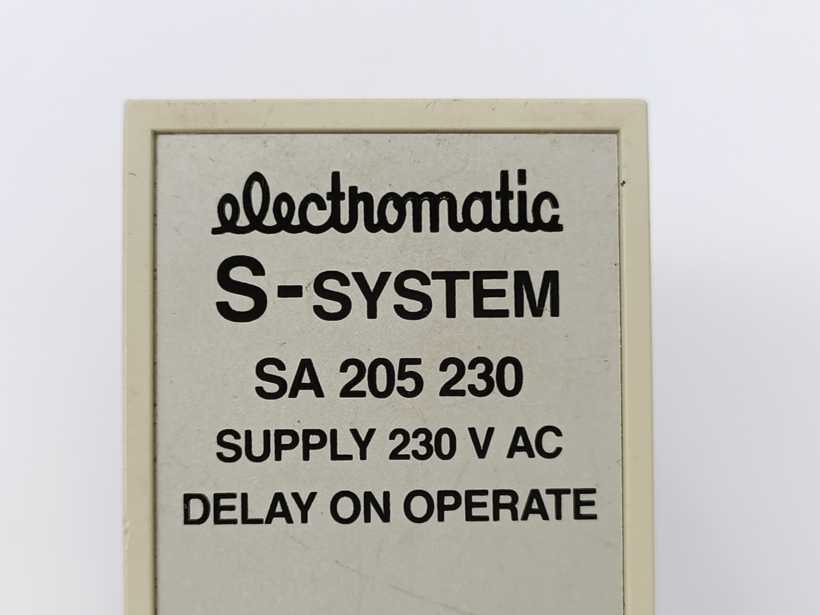 electromatic
S-SYSTEM
SA 205 230
SUPPLY 230 V AC
DELAY ON OPERATE